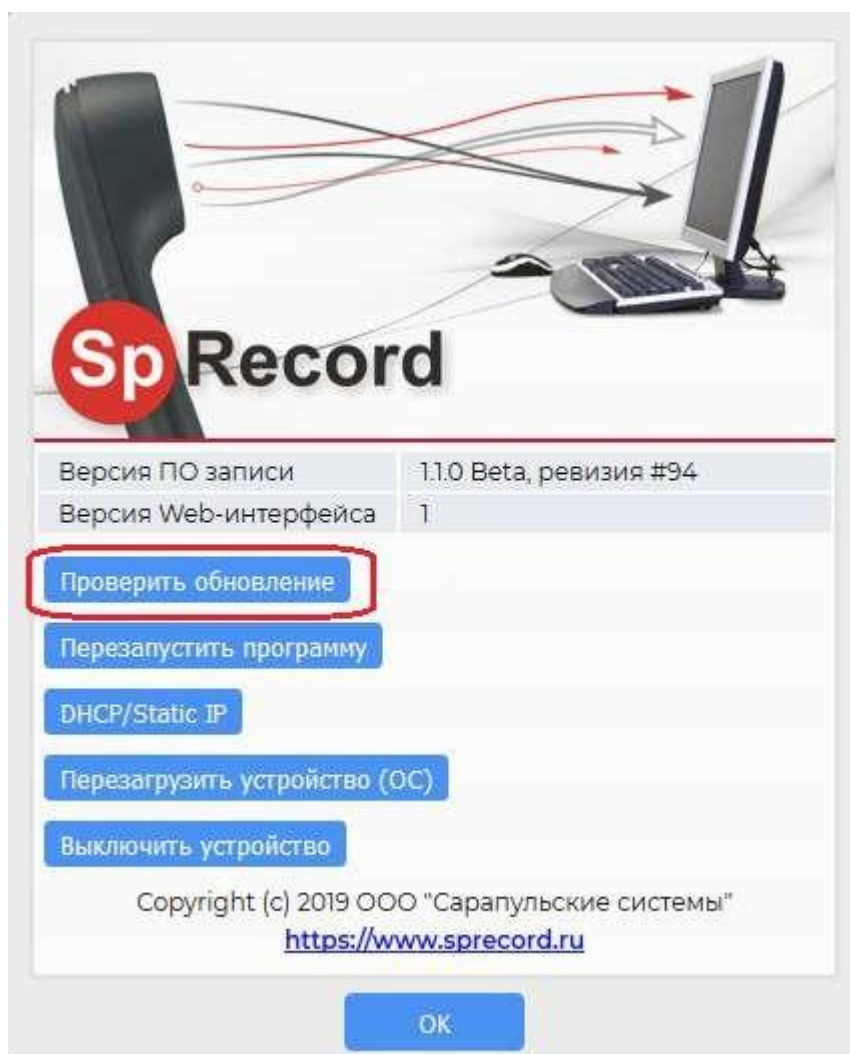 Sp Record
Версия ПО записи 1.1.0 Beta, ревизия #94
Версия Web-интерфейса 1
Проверить обновление
Перезапустить программу
DHCP/Static IP
Перезагрузить устройство (ОС)
Выключить устройство
Copyright (c) 2019 ООО "Сарапульские системы"
https://www.sprecord.ru
OK